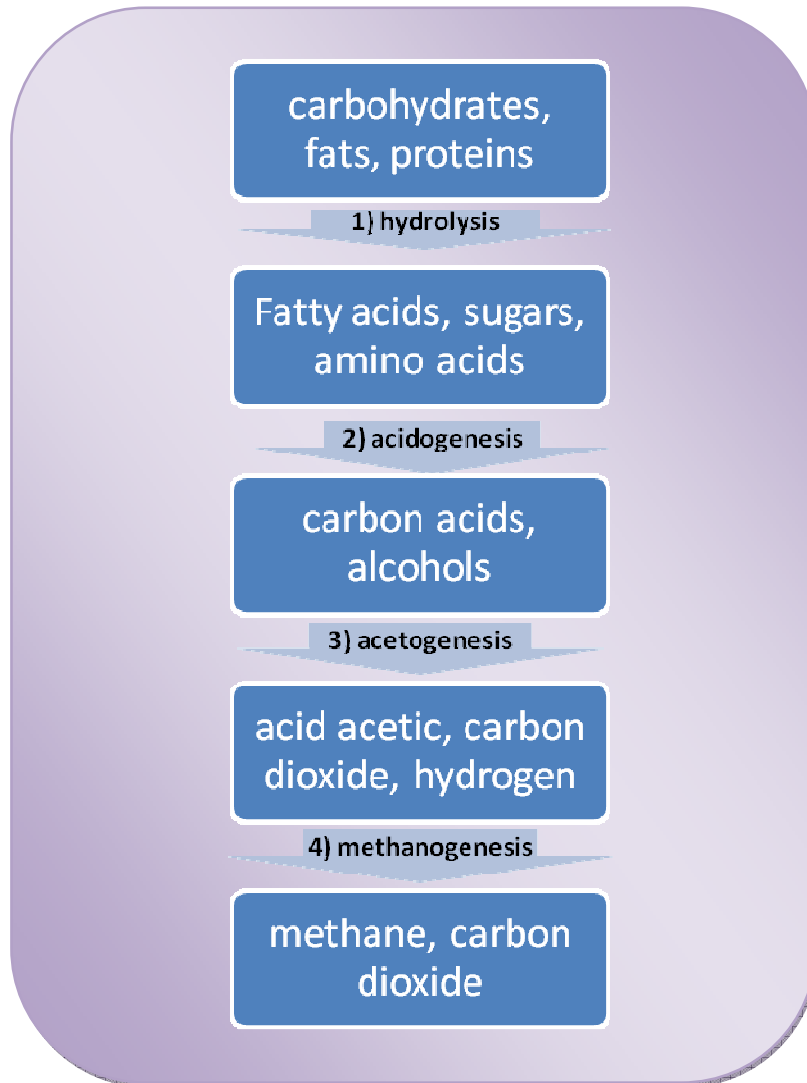 carbohydrates,
fats, proteins
1) hydrolysis
Fatty acids, sugars,
amino acids
2) acidogenesis
carbon acids,
alcohols
3) acetogenesis
acid acetic, carbon
dioxide, hydrogen
4) methanogenesis
methane, carbon
dioxide